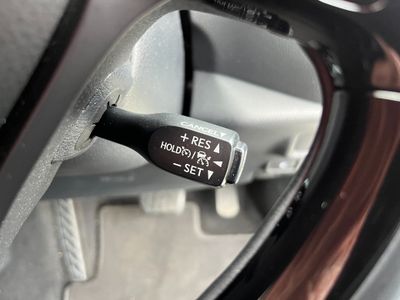 CANCEL
+ RES ▲
HOLD /
− SET ▼